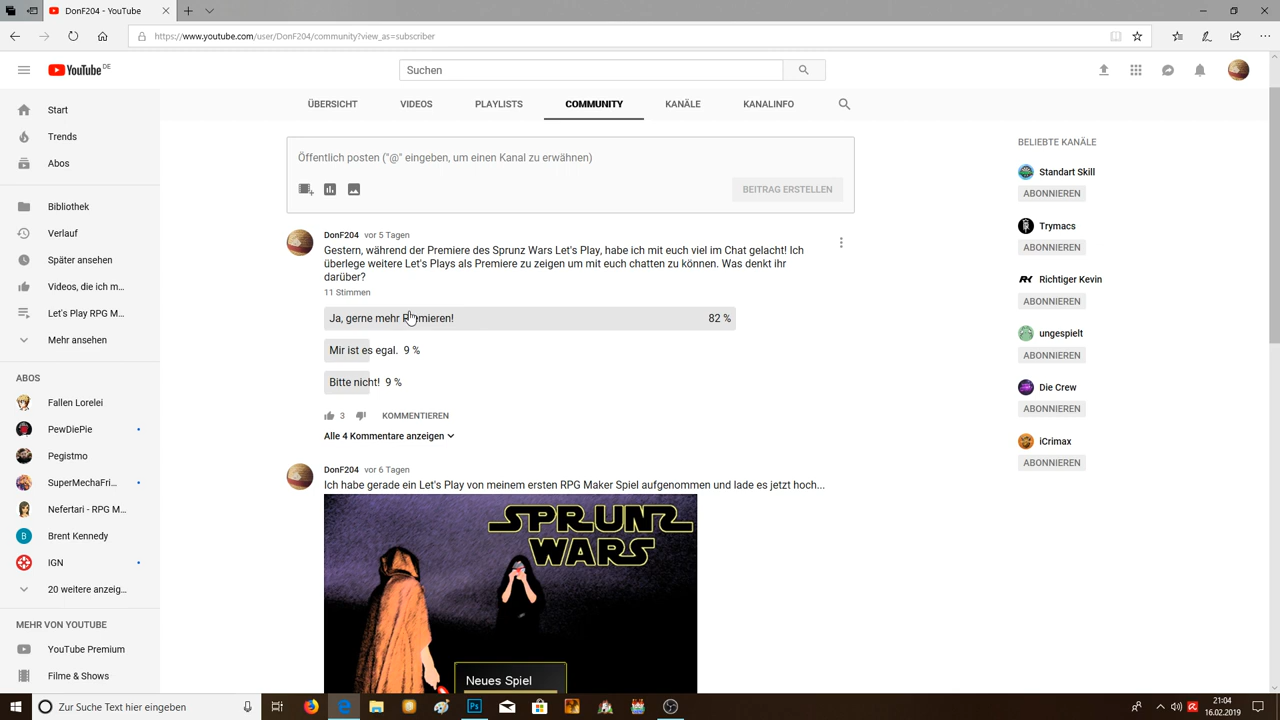 DonF204 - YouTube
https://www.youtube.com/user/DonF204/community?view_as=subscriber
YouTube DE
Suchen
ÜBERSICHT VIDEOS PLAYLISTS COMMUNITY KANÄLE KANALINFO
Start
Trends
Abos
Bibliothek
Verlauf
Später ansehen
Videos, die ich m...
Let's Play RPG M...
Mehr ansehen
ABOS
Fallen Lorelei
PewDiePie
Pegistmo
SuperMechaFri...
Nefertari - RPG M...
B Brent Kennedy
IGN
20 weitere anzeig...
MEHR VON YOUTUBE
YouTube Premium
Filme & Shows
Öffentlich posten ("@" eingeben, um einen Kanal zu erwähnen)
BEITRAG ERSTELLEN
DonF204 vor 5 Tagen
Gestern, während der Premiere des Sprunz Wars Let's Play, habe ich mit euch viel im Chat gelacht! Ich
überlege weitere Let's Plays als Premiere zu zeigen um mit euch chatten zu können. Was denkt ihr
darüber?
11 Stimmen
Ja, gerne mehr Premieren! 82 %
Mir ist es egal. 9 %
Bitte nicht! 9 %
3 KOMMENTIEREN
Alle 4 Kommentare anzeigen
DonF204 vor 6 Tagen
Ich habe gerade ein Let's Play von meinem ersten RPG Maker Spiel aufgenommen und lade es jetzt hoch...
SPRUNZ
WARS
Neues Spiel
BELIEBTE KANÄLE
Standart Skill
ABONNIEREN
Trymacs
ABONNIEREN
RK Richtiger Kevin
ABONNIEREN
ungespielt
ABONNIEREN
Die Crew
ABONNIEREN
iCrimax
ABONNIEREN
Zur Suche Text hier eingeben
Ps
21:04
16.02.2019